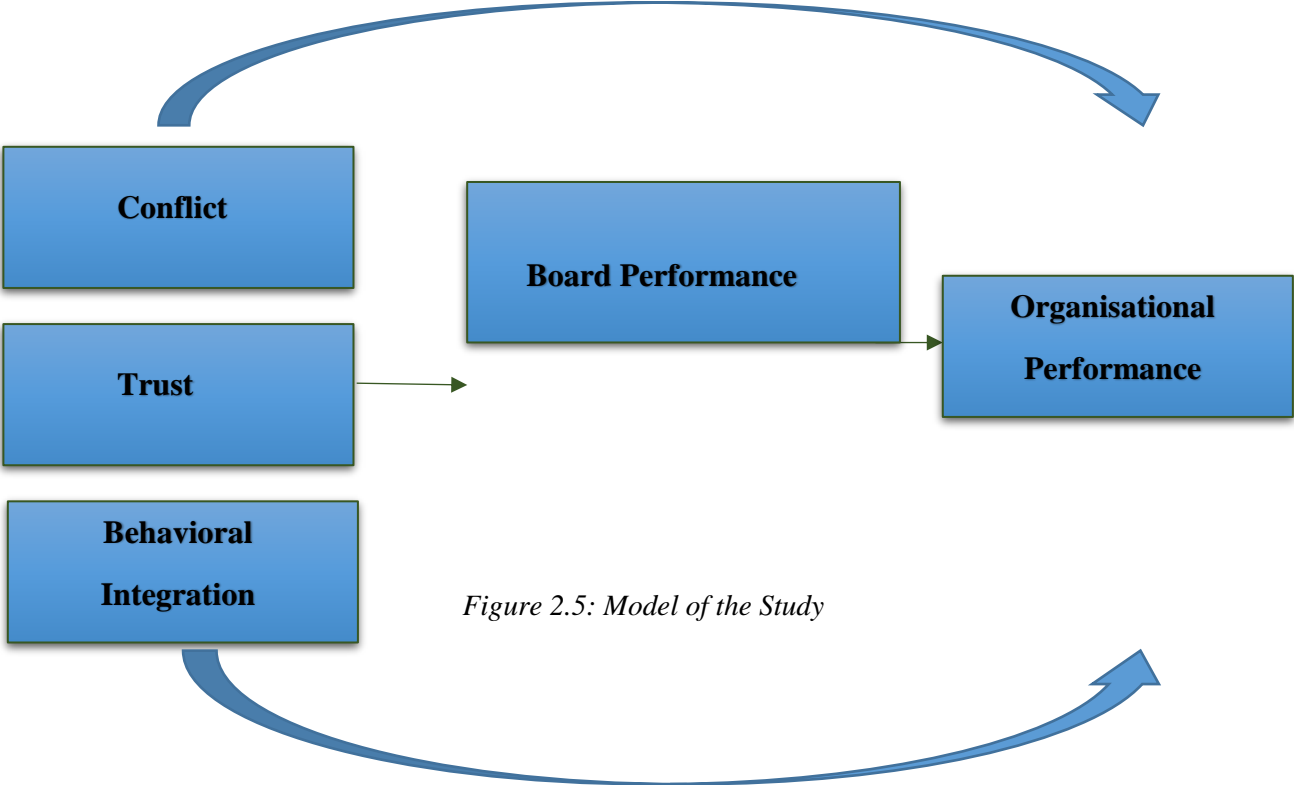 Conflict
Board Performance
Organisational
Performance
Trust
Behavioral
Integration
Figure 2.5: Model of the Study